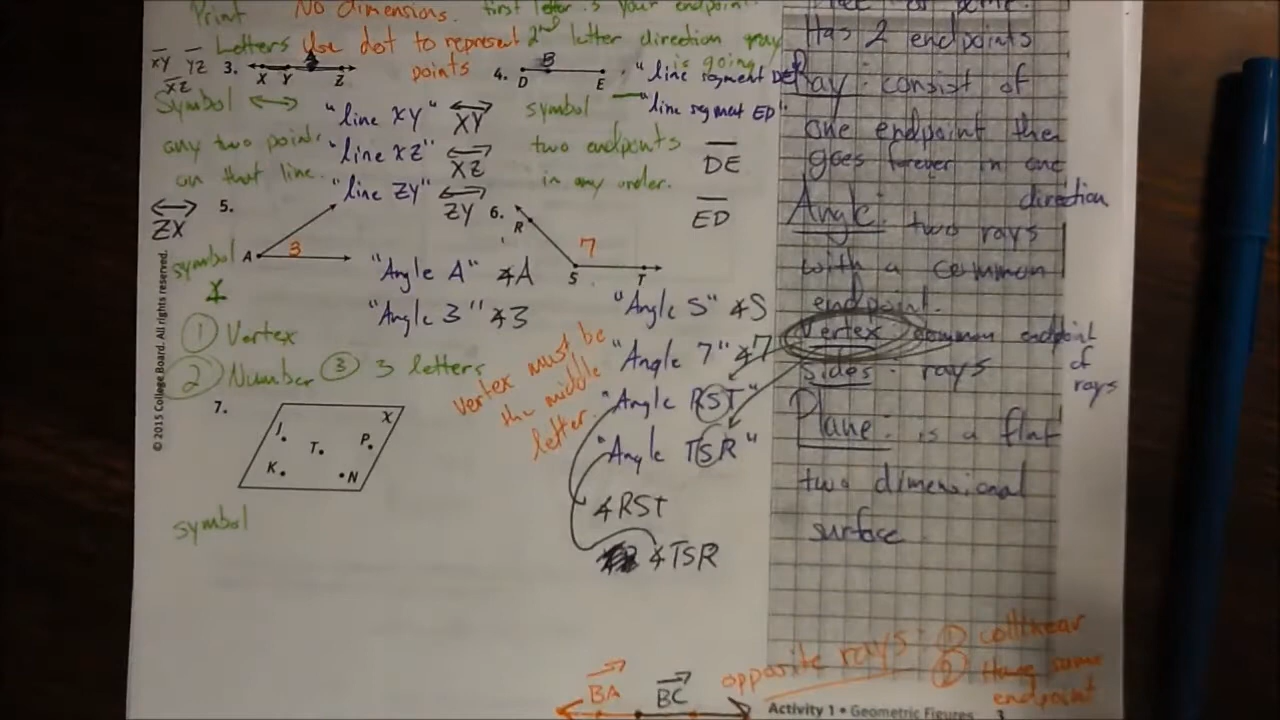 Print No dimensions. first letter is your endpoint.
Letters Use dot to represent 2nd letter direction ray
points is going
XY YZ
XZ
3.
X Y Z
4.
D B E
"line segment DE"
"line segment ED"
Symbol ↔ "line XY" XY
symbol —
any two points "line XZ" XZ
two endpoints DE
on that line. "line ZY" ZY
in any order. ED
ZX
5.
A 3
symbol ∡
"Angle A" ∡A
"Angle 3" ∡3
① Vertex
② Number ③ 3 letters
6.
R 7
S T
"Angle S" ∡S
"Angle 7" ∡7
"Angle RST"
"Angle TSR"
∡RST
∡TSR
Vertex must be
the middle
letter.
7.
X
J T P
K N
symbol
© 2015 College Board. All rights reserved.
Has 2 endpoints
Ray: consist of
one endpoint then
goes forever in one
direction
Angle: two rays
with a common
endpoint.
Vertex common endpoint
of
rays
Sides: rays
Plane: is a flat
two dimensional
surface
opposite rays ① collinear
② Have same
endpoint
BA BC
Activity 1 • Geometric Figures 3